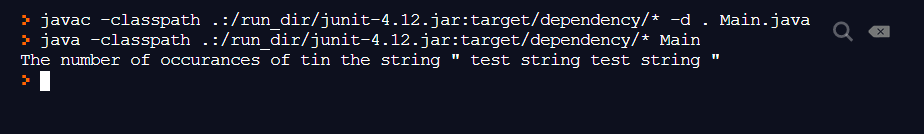 > javac -classpath .:/run_dir/junit-4.12.jar:target/dependency/* -d . Main.java
> java -classpath .:/run_dir/junit-4.12.jar:target/dependency/* Main
The number of occurances of tin the string " test string test string "
>